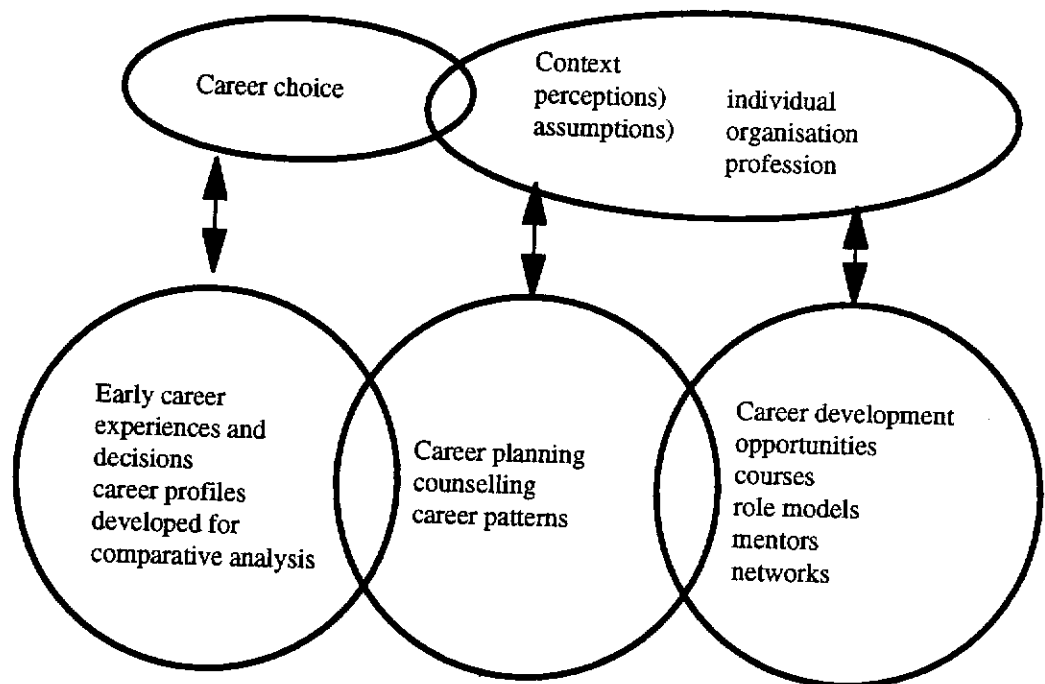 Career choice
Context
perceptions)
assumptions)
individual
organisation
profession
Early career
experiences and
decisions
career profiles
developed for
comparative analysis
Career planning
counselling
career patterns
Career development
opportunities
courses
role models
mentors
networks